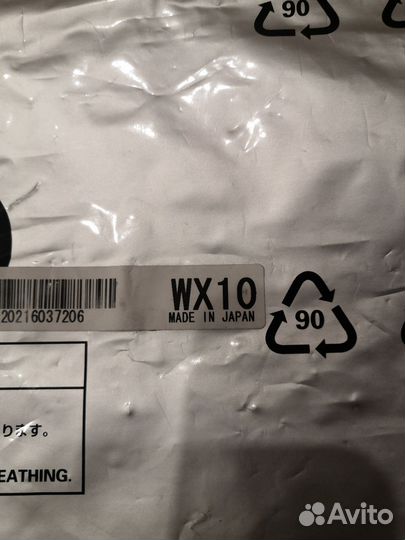 90
WX10
20216037206
MADE IN JAPAN
90
ります。
EATHING.
Avito